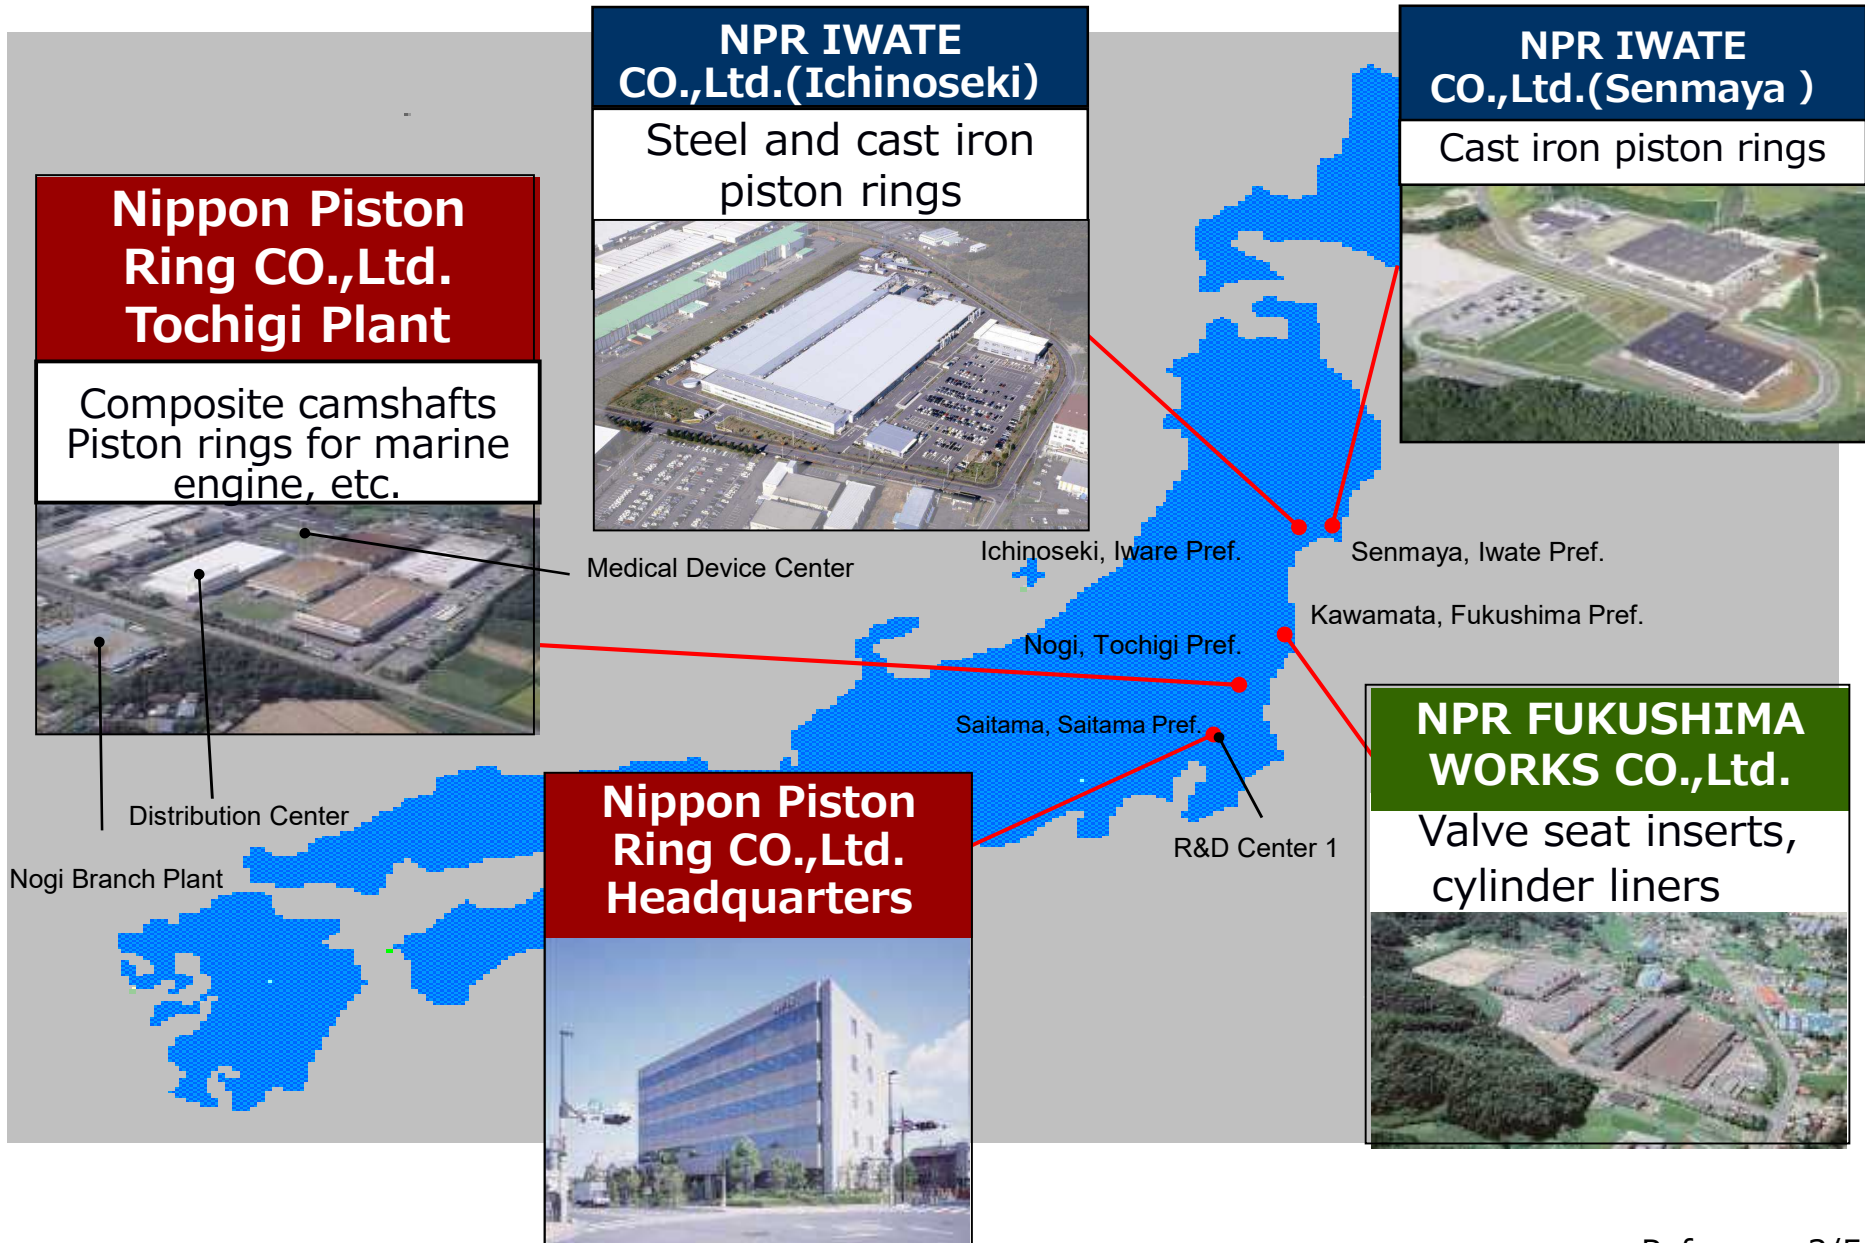 NPR IWATE
CO.,Ltd.(Ichinoseki)
Steel and cast iron
piston rings
NPR IWATE
CO.,Ltd.(Senmaya )
Cast iron piston rings
Nippon Piston
Ring CO.,Ltd.
Tochigi Plant
Composite camshafts
Piston rings for marine
engine, etc.
Medical Device Center
Distribution Center
Nogi Branch Plant
Ichinoseki, Iware Pref.
Senmaya, Iwate Pref.
Kawamata, Fukushima Pref.
Nogi, Tochigi Pref.
Saitama, Saitama Pref.
R&D Center 1
Nippon Piston
Ring CO.,Ltd.
Headquarters
NPR FUKUSHIMA
WORKS CO.,Ltd.
Valve seat inserts,
cylinder liners